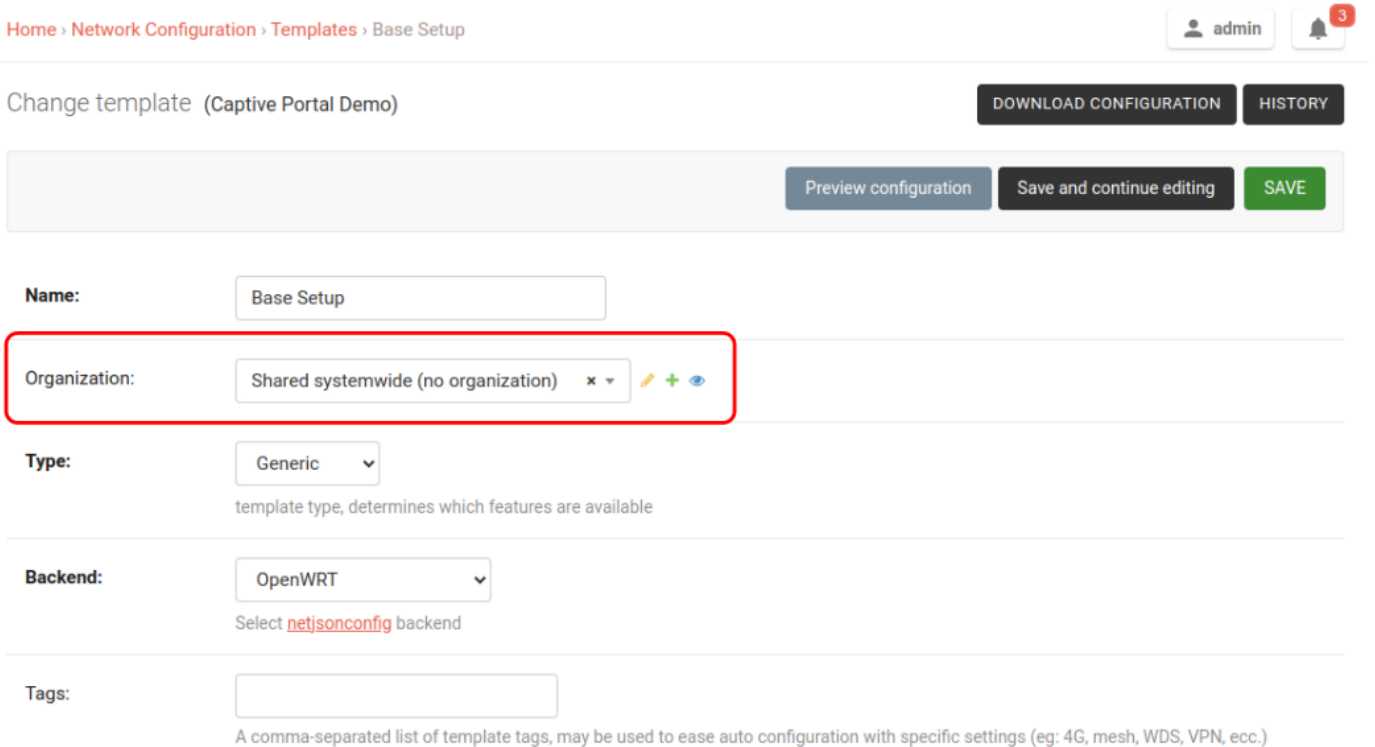 Home › Network Configuration › Templates › Base Setup
admin
3
Change template (Captive Portal Demo)
DOWNLOAD CONFIGURATION
HISTORY
Preview configuration
Save and continue editing
SAVE
Name:
Base Setup
Organization:
Shared systemwide (no organization)
Type:
Generic
template type, determines which features are available
Backend:
OpenWRT
Select netjsonconfig backend
Tags:
A comma-separated list of template tags, may be used to ease auto configuration with specific settings (eg: 4G, mesh, WDS, VPN, ecc.)